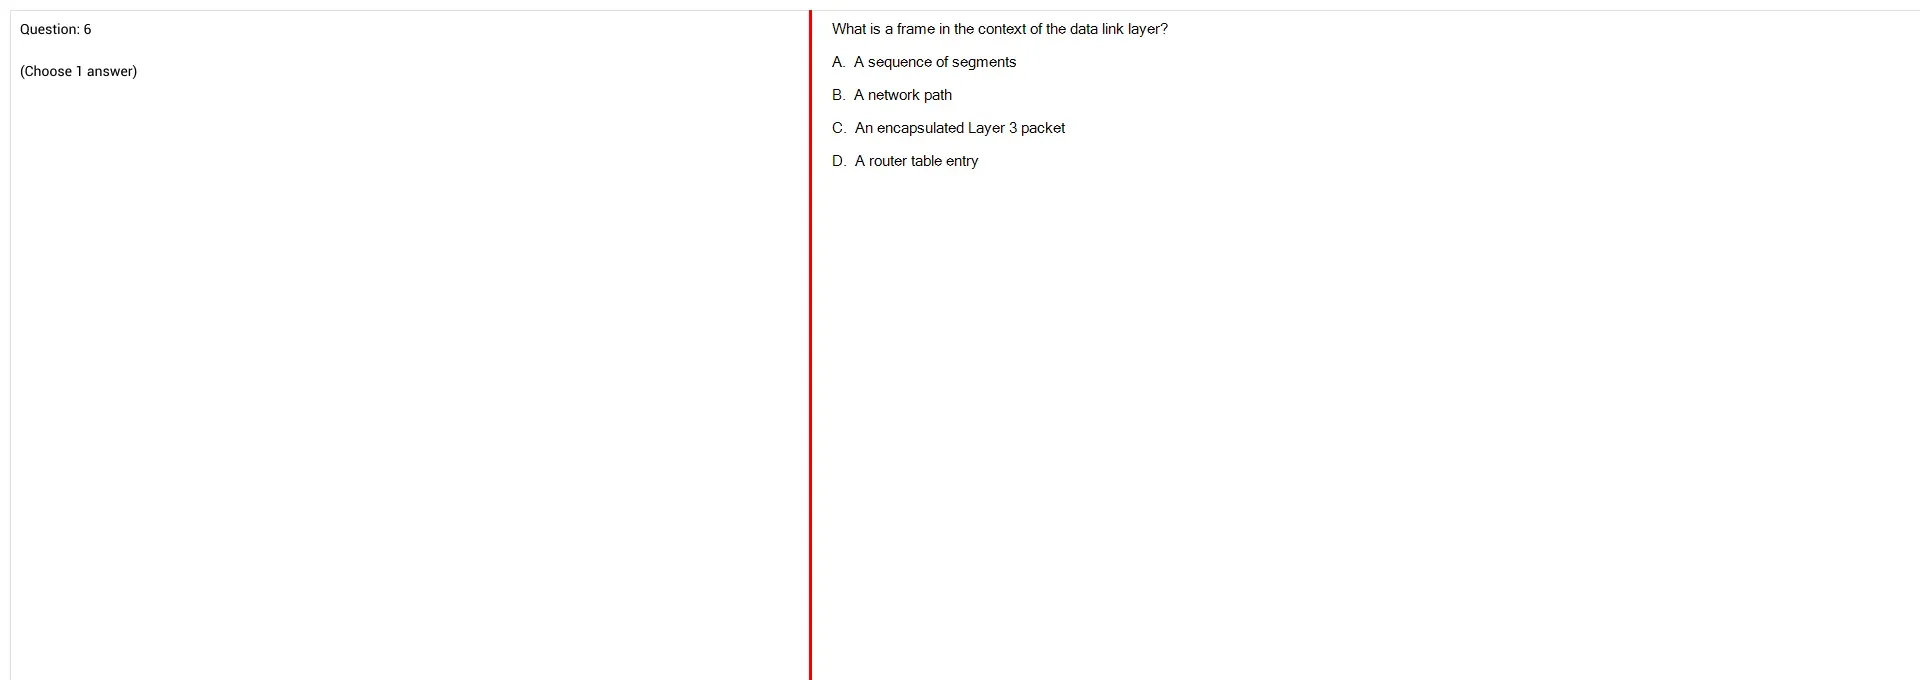 Question: 6
(Choose 1 answer)
What is a frame in the context of the data link layer?
A. A sequence of segments
B. A network path
C. An encapsulated Layer 3 packet
D. A router table entry